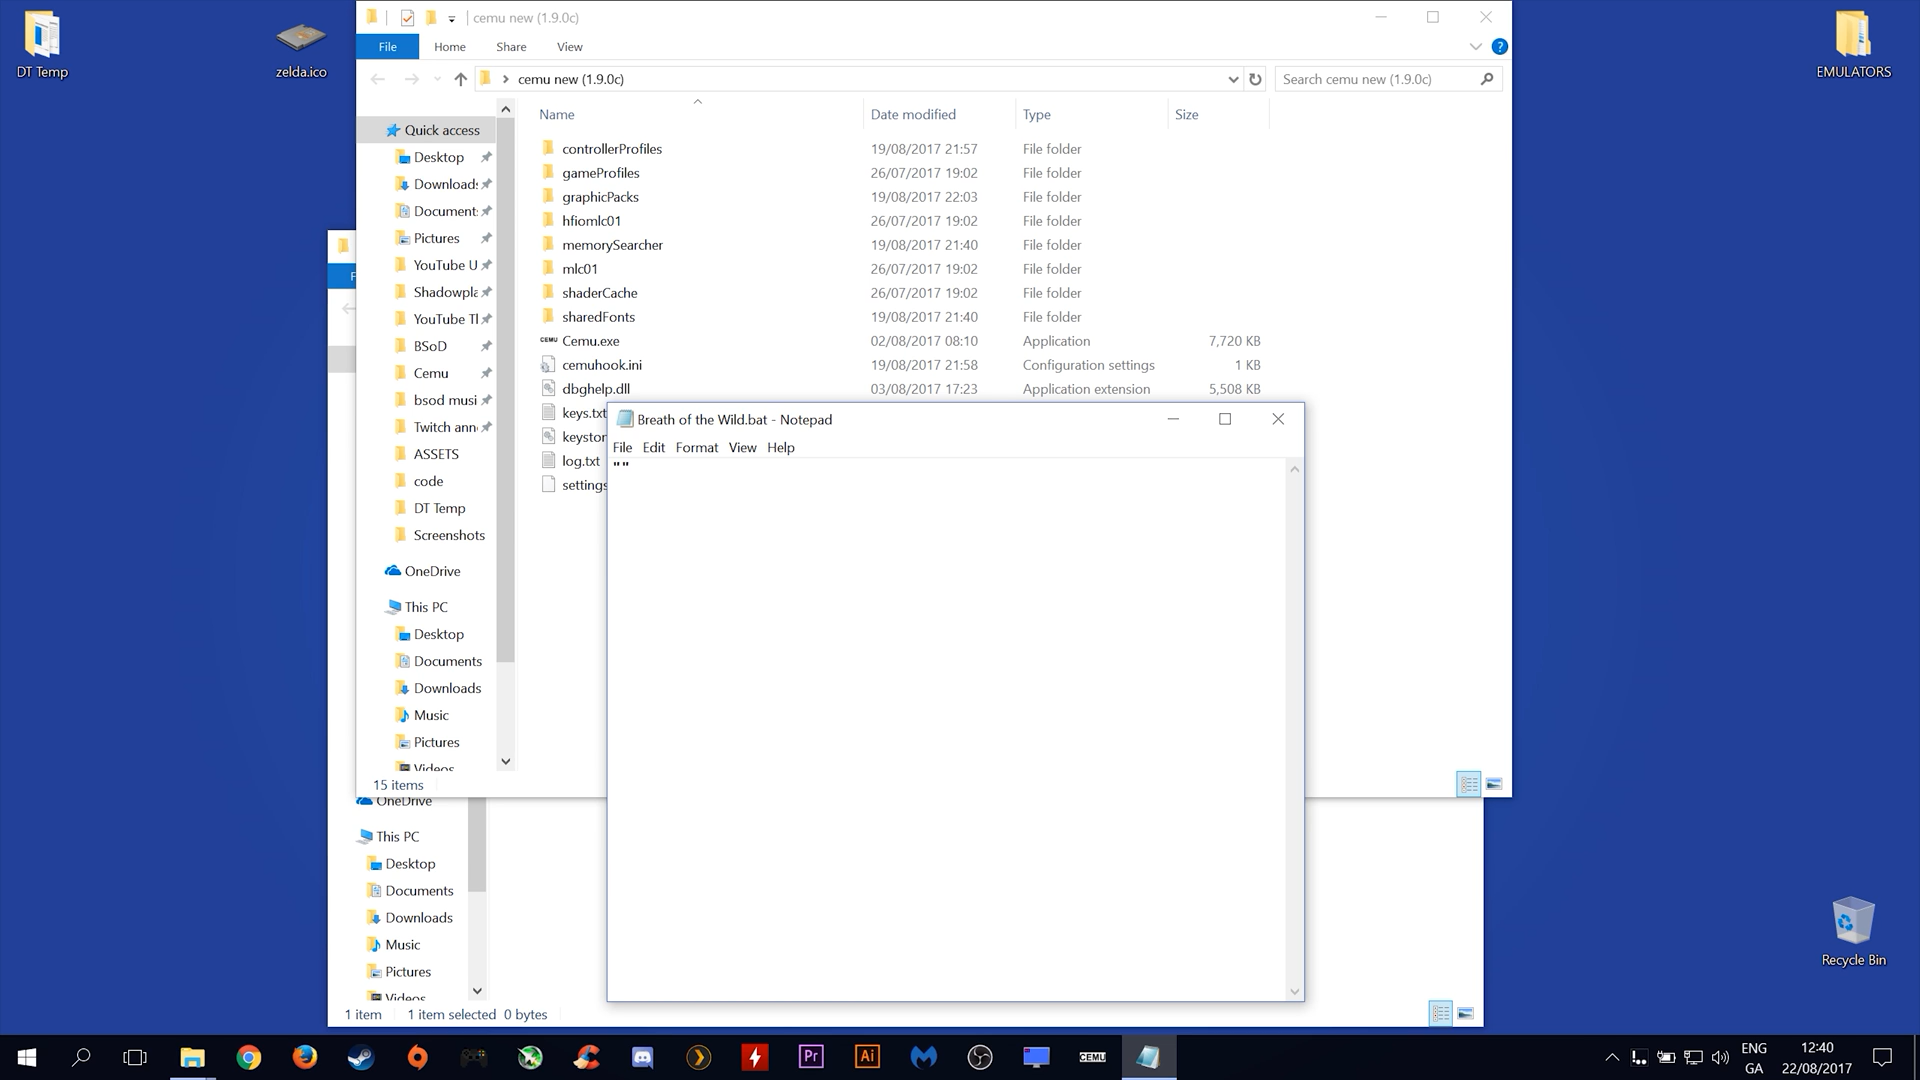 DT Temp
zelda.ico
EMULATORS
Recycle Bin
cemu new (1.9.0c)
File Home Share View
cemu new (1.9.0c)
Search cemu new (1.9.0c)
Name Date modified Type Size
Quick access
Desktop
Downloads
Document:
Pictures
YouTube U
Shadowpla
YouTube Tl
BSoD
Cemu
bsod musi
Twitch ann
ASSETS
code
DT Temp
Screenshots
OneDrive
This PC
Desktop
Documents
Downloads
Music
Pictures
Videos
controllerProfiles 19/08/2017 21:57 File folder
gameProfiles 26/07/2017 19:02 File folder
graphicPacks 19/08/2017 22:03 File folder
hfiomlc01 26/07/2017 19:02 File folder
memorySearcher 19/08/2017 21:40 File folder
mlc01 26/07/2017 19:02 File folder
shaderCache 26/07/2017 19:02 File folder
sharedFonts 19/08/2017 21:40 File folder
CEMU Cemu.exe 02/08/2017 08:10 Application 7,720 KB
cemuhook.ini 19/08/2017 21:58 Configuration settings 1 KB
dbghelp.dll 03/08/2017 17:23 Application extension 5,508 KB
keys.txt
keystor
log.txt
settings
15 items
Breath of the Wild.bat - Notepad
File Edit Format View Help
""
F
OneDrive
This PC
Desktop
Documents
Downloads
Music
Pictures
Videos
1 item 1 item selected 0 bytes
Pr
Ai
CEMU
ENG
GA
12:40
22/08/2017